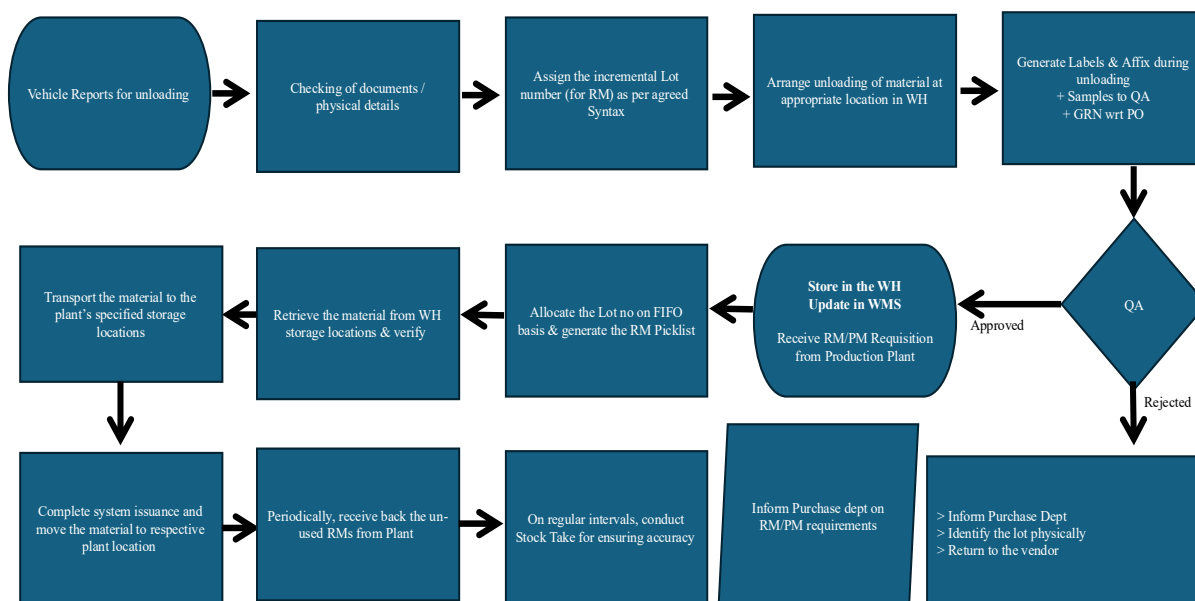 Vehicle Reports for unloading
Checking of documents /
physical details
Assign the incremental Lot
number (for RM) as per agreed
Syntax
Arrange unloading of material at
appropriate location in WH
Generate Labels & Affix during
unloading
+ Samples to QA
+ GRN wrt PO
QA
Approved
Rejected
Store in the WH
Update in WMS
Receive RM/PM Requisition
from Production Plant
Allocate the Lot no on FIFO
basis & generate the RM Picklist
Retrieve the material from WH
storage locations & verify
Transport the material to the
plant's specified storage
locations
Complete system issuance and
move the material to respective
plant location
Periodically, receive back the un-
used RMs from Plant
On regular intervals, conduct
Stock Take for ensuring accuracy
Inform Purchase dept on
RM/PM requirements
> Inform Purchase Dept
> Identify the lot physically
> Return to the vendor